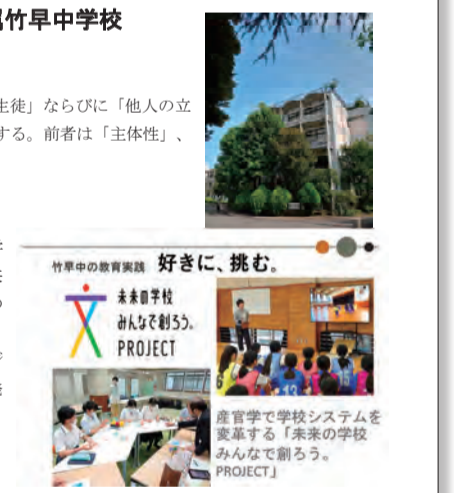 竹早中学校
生徒」ならびに「他人の立
する。前者は「主体性」、
竹早中の教育実践 好きに、挑む。
未来の学校
みんなで創ろう。
PROJECT
産官学で学校システムを
変革する「未来の学校
みんなで創ろう。
PROJECT」